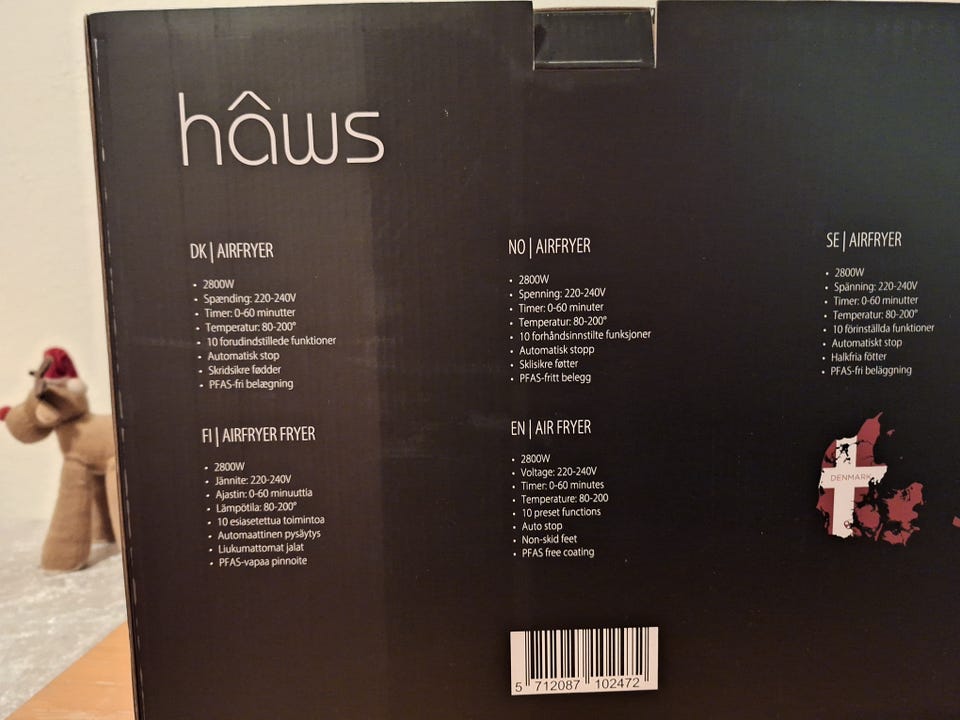 hâws
DK | AIRFRYER
• 2800W
• Spænding: 220-240V
• Timer: 0-60 minutter
• Temperatur: 80-200°
• 10 forudindstillede funktioner
• Automatisk stop
• Skridsikre fødder
• PFAS-fri belægning
NO | AIRFRYER
• 2800W
• Spenning: 220-240V
• Timer: 0-60 minuter
• Temperatur: 80-200°
• 10 forhåndsinnstilte funksjoner
• Automatisk stopp
• Sklisikre føtter
• PFAS-fritt belegg
SE | AIRFRYER
• 2800W
• Spänning: 220-240V
• Timer: 0-60 minutter
• Temperatur: 80-200°
• 10 förinställda funktioner
• Automatiskt stop
• Halkfria fötter
• PFAS-fri beläggning
FI | AIRFRYER FRYER
• 2800W
• Jännite: 220-240V
• Ajastin: 0-60 minuuttia
• Lämpötila: 80-200°
• 10 esiasetettua toimintoa
• Automaattinen pysäytys
• Liukumattomat jalat
• PFAS-vapaa pinnoite
EN | AIR FRYER
• 2800W
• Voltage: 220-240V
• Timer: 0-60 minutes
• Temperature: 80-200
• 10 preset functions
• Auto stop
• Non-skid feet
• PFAS free coating
DENMARK
5 712087 102472